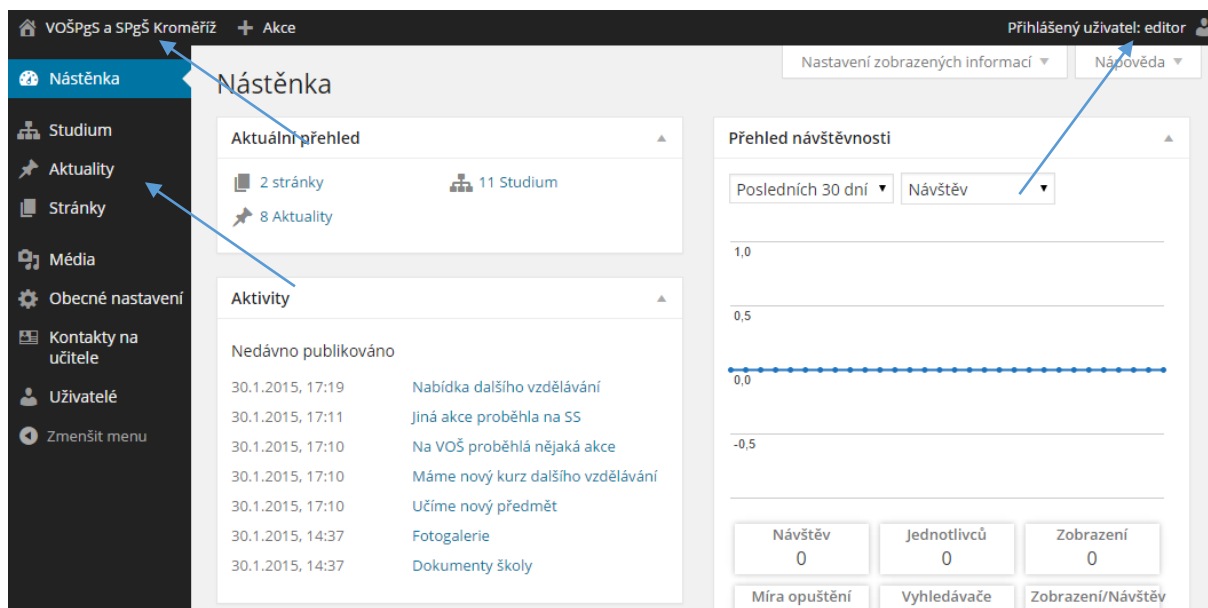 VOŠPgS a SPgŠ Kroměříž + Akce Přihlášený uživatel: editor
Nastavení zobrazených informací Nápověda
Nástěnka
Studium
Aktuality
Stránky
Média
Obecné nastavení
Kontakty na
učitele
Uživatelé
Zmenšit menu
Nástěnka
Aktuální přehled
2 stránky 11 Studium
8 Aktuality
Aktivity
Nedávno publikováno
30.1.2015, 17:19 Nabídka dalšího vzdělávání
30.1.2015, 17:11 Jiná akce proběhla na SS
30.1.2015, 17:10 Na VOŠ proběhlá nějaká akce
30.1.2015, 17:10 Máme nový kurz dalšího vzdělávání
30.1.2015, 17:10 Učíme nový předmět
30.1.2015, 14:37 Fotogalerie
30.1.2015, 14:37 Dokumenty školy
Přehled návštěvnosti
Posledních 30 dní Návštěv
1,0
0,5
0,0
-0,5
Návštěv Jednotlivců Zobrazení
0 0 0
Míra opuštění Vyhledávače Zobrazení/Návštěv